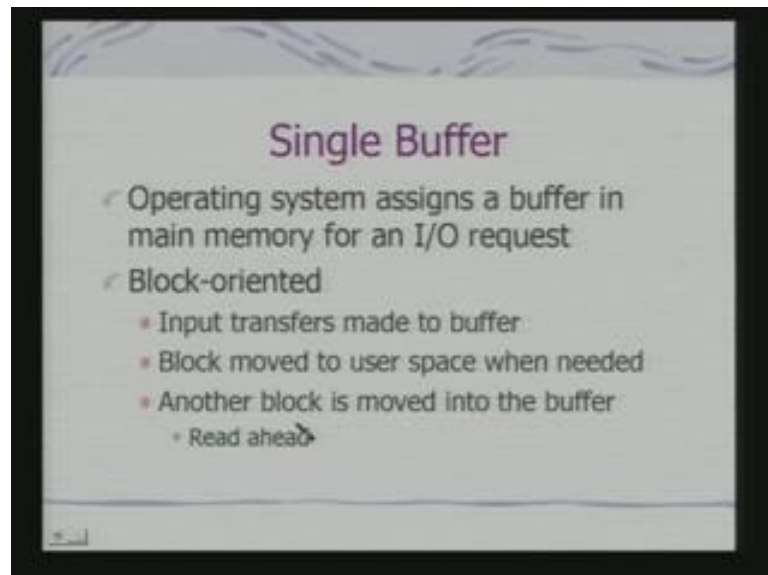 Single Buffer
Operating system assigns a buffer in
main memory for an I/O request
Block-oriented
Input transfers made to buffer
Block moved to user space when needed
Another block is moved into the buffer
Read ahead